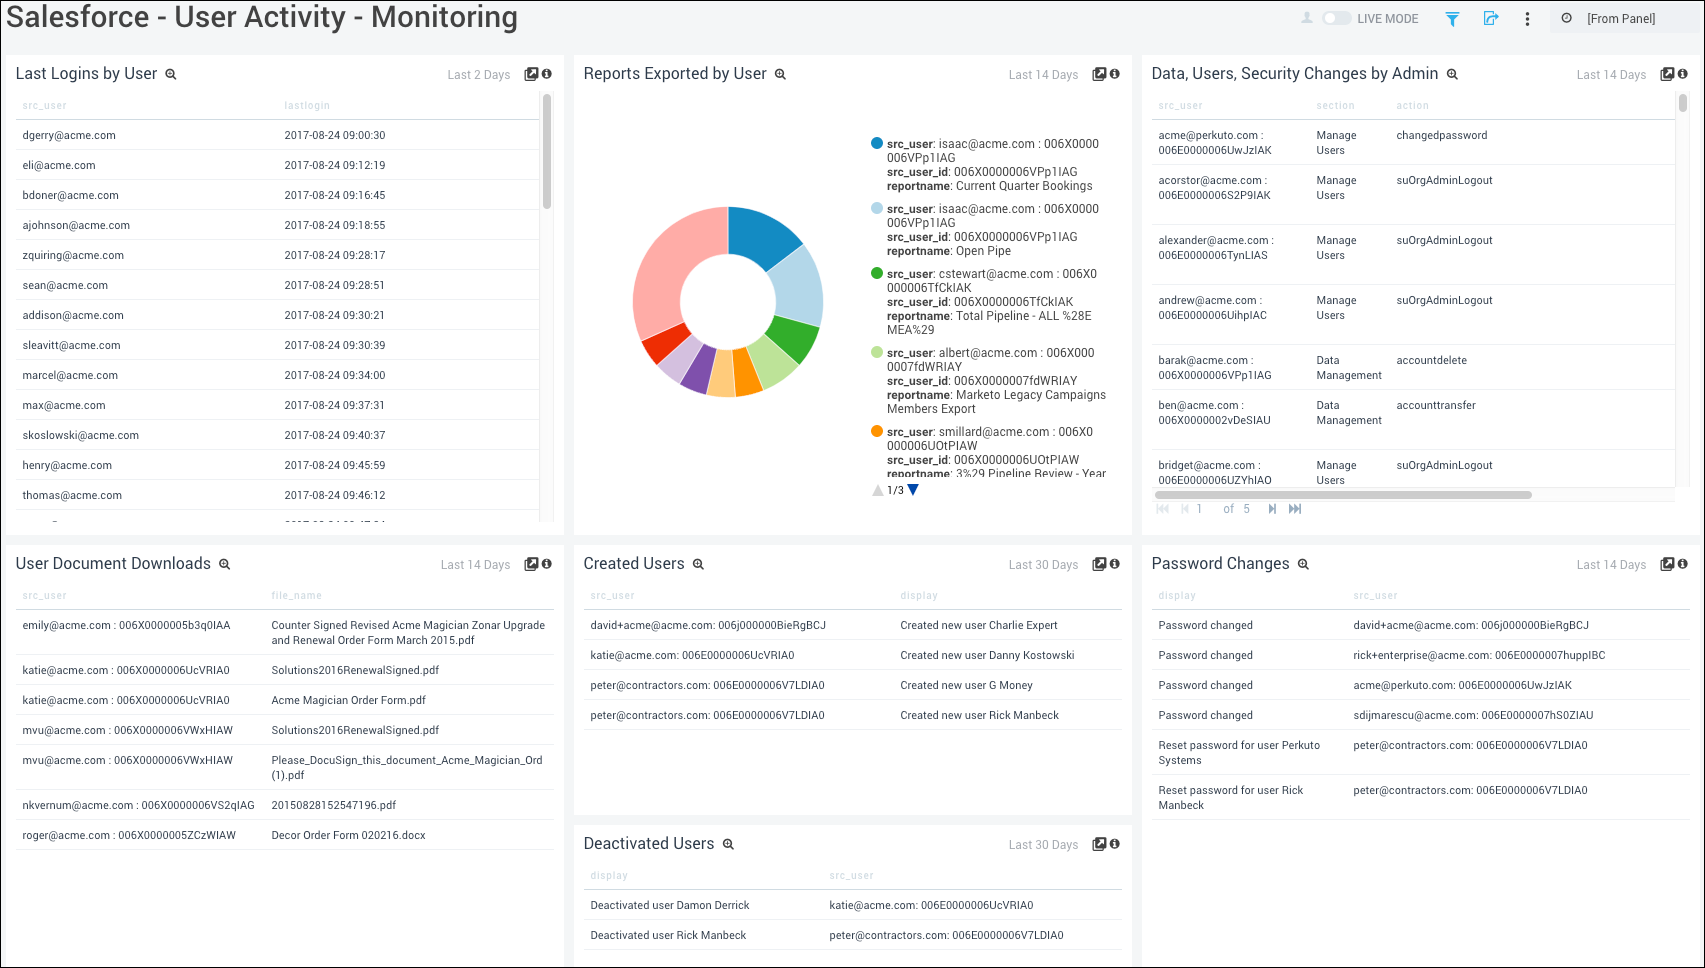 Salesforce - User Activity - Monitoring
LIVE MODE
[From Panel]
Last Logins by User
Last 2 Days
src_user lastlogin
dgerry@acme.com 2017-08-24 09:00:30
eli@acme.com 2017-08-24 09:12:19
bdoner@acme.com 2017-08-24 09:16:45
ajohnson@acme.com 2017-08-24 09:18:55
zquiring@acme.com 2017-08-24 09:28:17
sean@acme.com 2017-08-24 09:28:51
addison@acme.com 2017-08-24 09:30:21
sleavitt@acme.com 2017-08-24 09:30:39
marcel@acme.com 2017-08-24 09:34:00
max@acme.com 2017-08-24 09:37:31
skoslowski@acme.com 2017-08-24 09:40:37
henry@acme.com 2017-08-24 09:45:59
thomas@acme.com 2017-08-24 09:46:12
Reports Exported by User
Last 14 Days
src_user: isaac@acme.com : 006X0000
006VPp1IAG
src_user_id: 006X0000006VPp1IAG
reportname: Current Quarter Bookings
src_user: isaac@acme.com : 006X0000
006VPp1IAG
src_user_id: 006X0000006VPp1IAG
reportname: Open Pipe
src_user: cstewart@acme.com : 006X0
000006TfCkIAK
src_user_id: 006X0000006TfCkIAK
reportname: Total Pipeline - ALL %28E
MEA%29
src_user: albert@acme.com : 006X000
0007fdWRIAY
src_user_id: 006X0000007fdWRIAY
reportname: Marketo Legacy Campaigns
Members Export
src_user: smillard@acme.com : 006X0
000006UOtPIAW
src_user_id: 006X0000006UOtPIAW
reportname: 3%29 Pipeline Review - Year
1/3
Data, Users, Security Changes by Admin
Last 14 Days
src_user section action
acme@perkuto.com : Manage changedpassword
006E0000006UwJzIAK Users
acorstor@acme.com : Manage suOrgAdminLogout
006E0000006S2P9IAK Users
alexander@acme.com : Manage suOrgAdminLogout
006E0000006TynLIAS Users
andrew@acme.com : Manage suOrgAdminLogout
006E0000006UihpIAC Users
barak@acme.com : Data accountdelete
006X0000006VPp1IAG Management
ben@acme.com : Data accounttransfer
006X0000002vDeSIAU Management
bridget@acme.com : Manage suOrgAdminLogout
006E0000006UZYhIAO Users
1 of 5
User Document Downloads
Last 14 Days
src_user file_name
emily@acme.com : 006X0000005b3q0IAA Counter Signed Revised Acme Magician Zonar Upgrade
and Renewal Order Form March 2015.pdf
katie@acme.com : 006X0000006UcVRIA0 Solutions2016RenewalSigned.pdf
katie@acme.com : 006X0000006UcVRIA0 Acme Magician Order Form.pdf
mvu@acme.com : 006X0000006VWxHIAW Solutions2016RenewalSigned.pdf
mvu@acme.com : 006X0000006VWxHIAW Please_DocuSign_this_document_Acme_Magician_Ord
(1).pdf
nkvernum@acme.com : 006X0000006VS2qIAG 20150828152547196.pdf
roger@acme.com : 006X0000005ZCzWIAW Decor Order Form 020216.docx
Created Users
Last 30 Days
src_user display
david+acme@acme.com: 006j000000BieRgBCJ Created new user Charlie Expert
katie@acme.com: 006E0000006UcVRIA0 Created new user Danny Kostowski
peter@contractors.com: 006E0000006V7LDIA0 Created new user G Money
peter@contractors.com: 006E0000006V7LDIA0 Created new user Rick Manbeck
Deactivated Users
Last 30 Days
display src_user
Deactivated user Damon Derrick katie@acme.com: 006E0000006UcVRIA0
Deactivated user Rick Manbeck peter@contractors.com: 006E0000006V7LDIA0
Password Changes
Last 14 Days
display src_user
Password changed david+acme@acme.com: 006j000000BieRgBCJ
Password changed rick+enterprise@acme.com: 006E0000007huppIBC
Password changed acme@perkuto.com: 006E0000006UwJzIAK
Password changed sdijmarescu@acme.com: 006E0000007hS0ZIAU
Reset password for user Perkuto peter@contractors.com: 006E0000006V7LDIA0
Systems
Reset password for user Rick peter@contractors.com: 006E0000006V7LDIA0
Manbeck